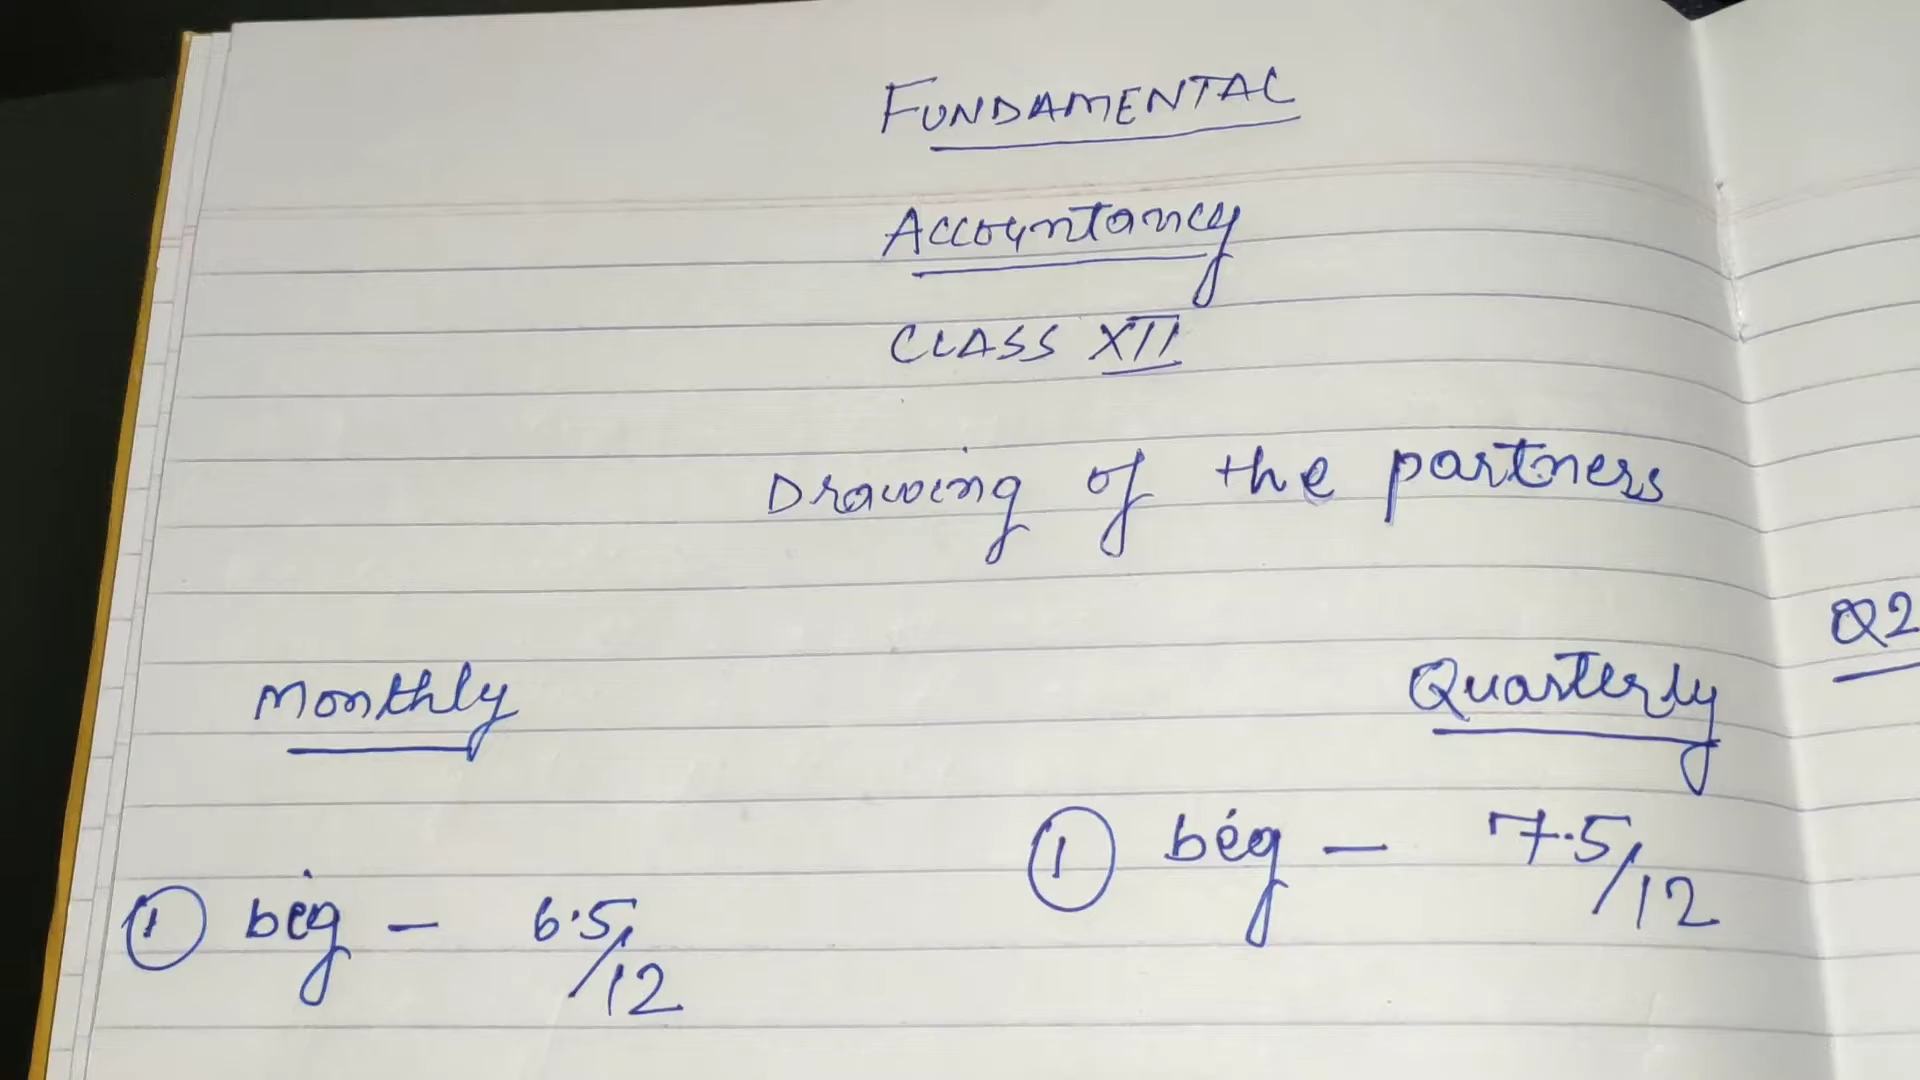 FUNDAMENTAL
Accountancy
CLASS XII
Drawing of the partners
Monthly
① beg - 6.5/12
Quarterly
① beg - 7.5/12
Q2